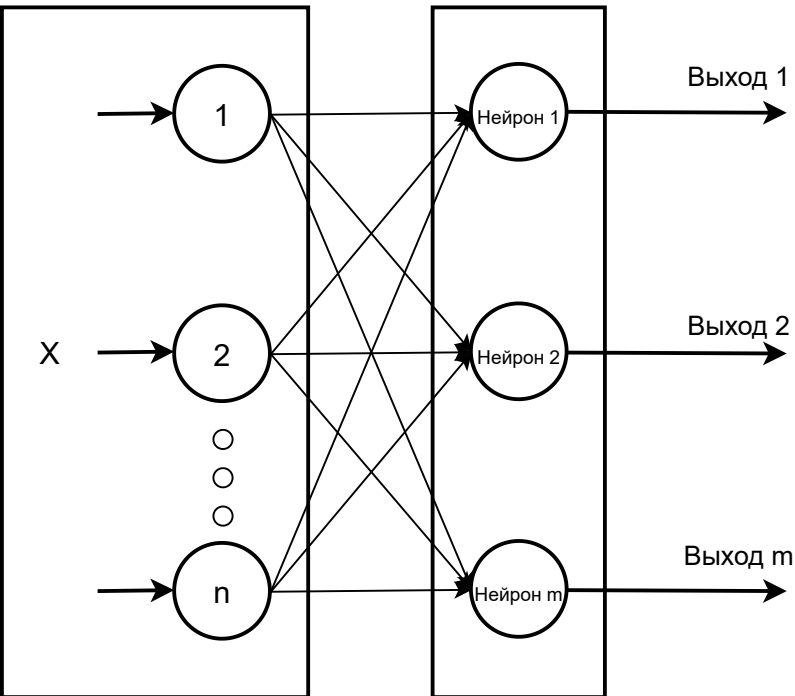 1
Нейрон 1
Выход 1
X
2
Нейрон 2
Выход 2
n
Нейрон m
Выход m